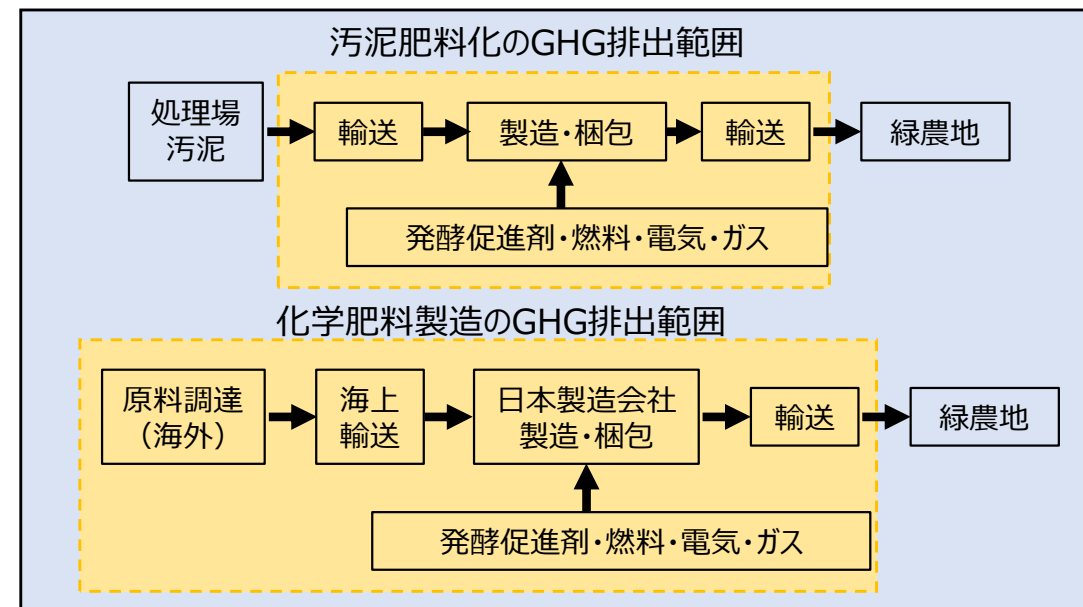 汚泥肥料化のGHG排出範囲
処理場
汚泥
輸送
製造・梱包
輸送
緑農地
発酵促進剤・燃料・電気・ガス
化学肥料製造のGHG排出範囲
原料調達
（海外）
海上
輸送
日本製造会社
製造・梱包
輸送
緑農地
発酵促進剤・燃料・電気・ガス